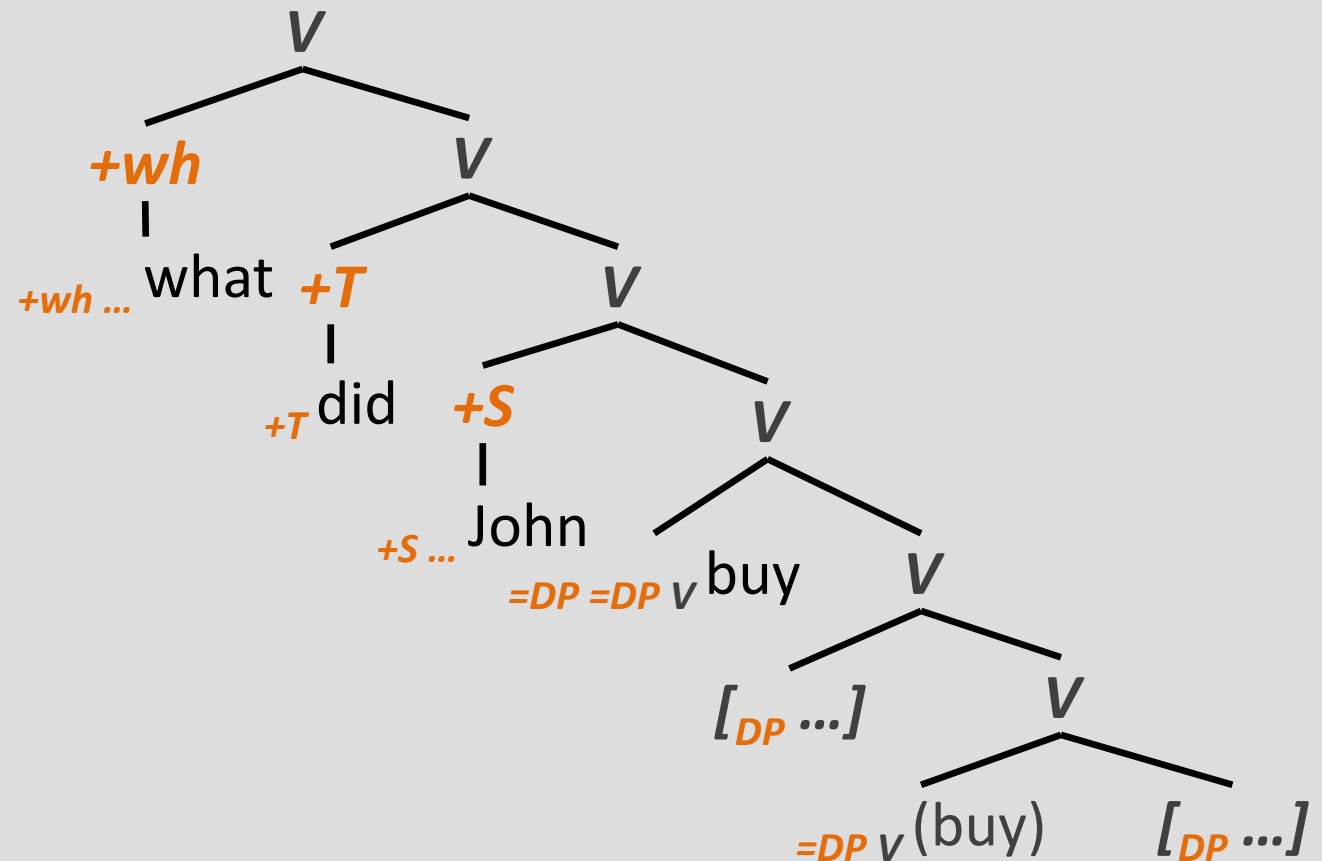 V
+wh V
+wh … what +T V
+T did +S V
+S … John
=DP =DP V buy V
[DP …] V
=DP V (buy) [DP …]